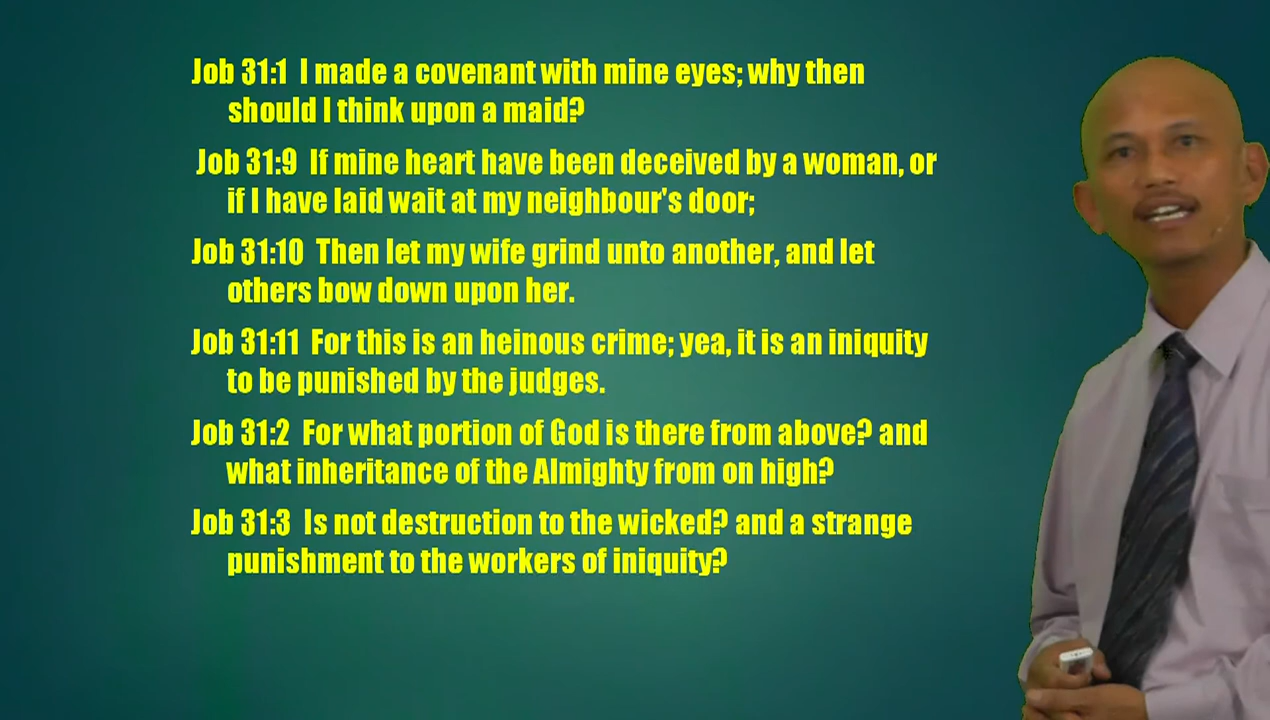 Job 31:1 I made a covenant with mine eyes; why then
should I think upon a maid?
Job 31:9 If mine heart have been deceived by a woman, or
if I have laid wait at my neighbour's door;
Job 31:10 Then let my wife grind unto another, and let
others bow down upon her.
Job 31:11 For this is an heinous crime; yea, it is an iniquity
to be punished by the judges.
Job 31:2 For what portion of God is there from above? and
what inheritance of the Almighty from on high?
Job 31:3 Is not destruction to the wicked? and a strange
punishment to the workers of iniquity?